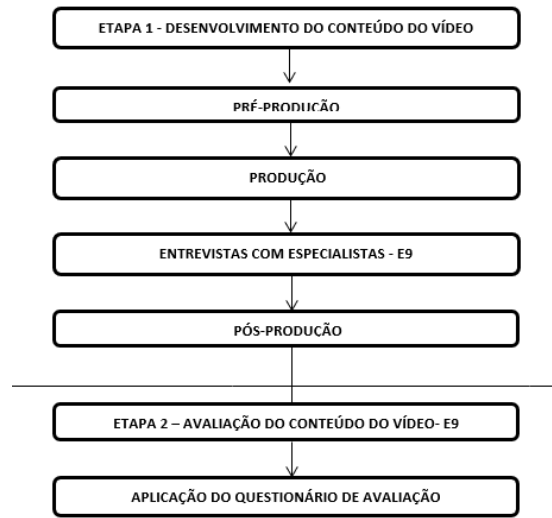 ETAPA 1 - DESENVOLVIMENTO DO CONTEÚDO DO VÍDEO
PRÉ-PRODUÇÃO
PRODUÇÃO
ENTREVISTAS COM ESPECIALISTAS - E9
PÓS-PRODUÇÃO
ETAPA 2 – AVALIAÇÃO DO CONTEÚDO DO VÍDEO- E9
APLICAÇÃO DO QUESTIONÁRIO DE AVALIAÇÃO